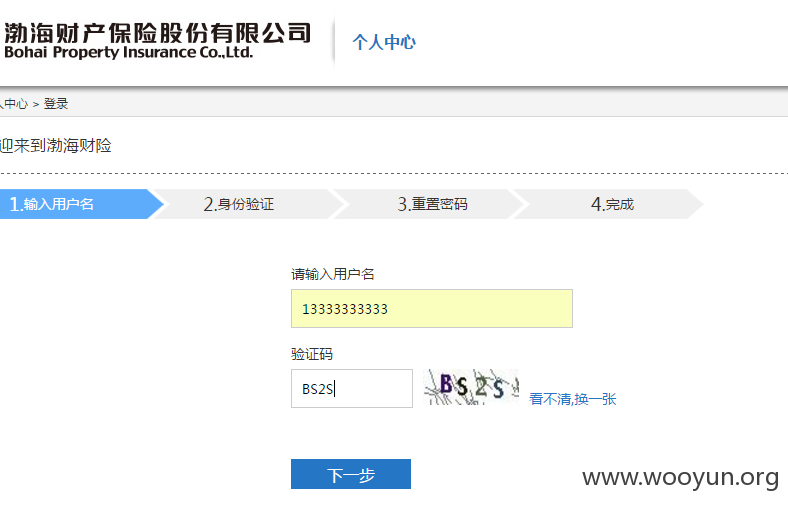 渤海财产保险股份有限公司
Bohai Property Insurance Co.,Ltd.
个人中心
人中心 > 登录
迎来到渤海财险
1.输入用户名
2.身份验证
3.重置密码
4.完成
请输入用户名
13333333333
验证码
BS2S
BS2S
看不清,换一张
下一步
www.wooyun.org